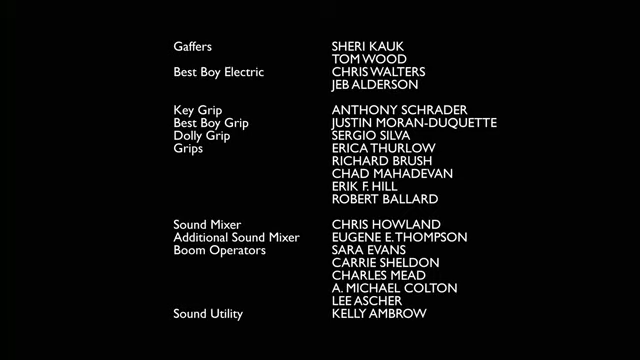 Gaffers SHERI KAUK
TOM WOOD
Best Boy Electric CHRIS WALTERS
JEB ALDERSON
Key Grip ANTHONY SCHRADER
Best Boy Grip JUSTIN MORAN-DUQUETTE
Dolly Grip SERGIO SILVA
Grips ERICA THURLOW
RICHARD BRUSH
CHAD MAHADEVAN
ERIK F. HILL
ROBERT BALLARD
Sound Mixer CHRIS HOWLAND
Additional Sound Mixer EUGENE E. THOMPSON
Boom Operators SARA EVANS
CARRIE SHELDON
CHARLES MEAD
A. MICHAEL COLTON
LEE ASCHER
Sound Utility KELLY AMBROW